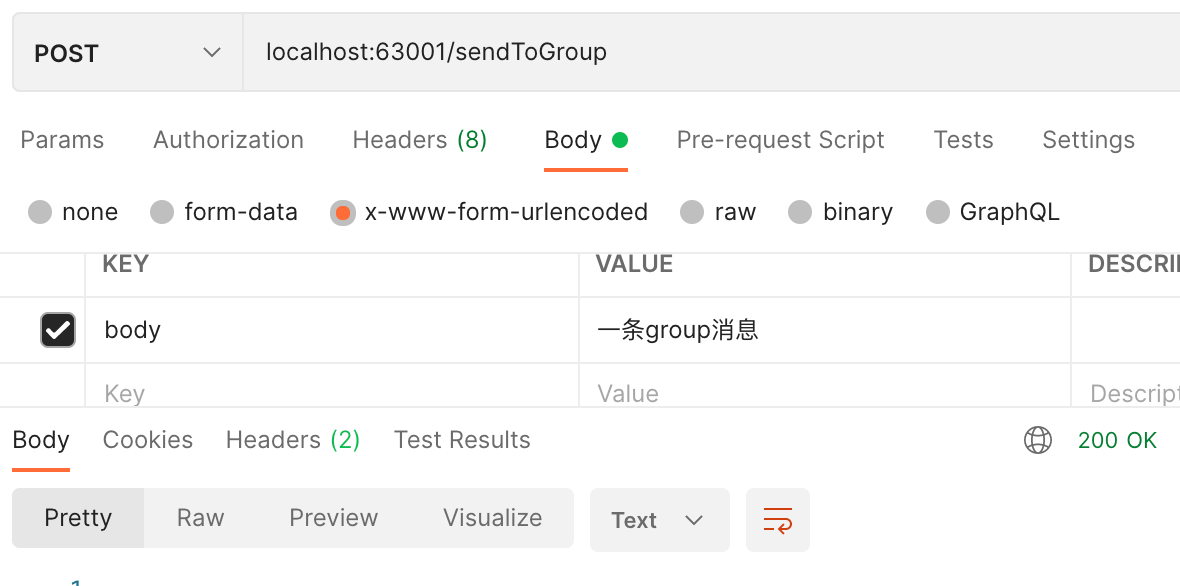 POST localhost:63001/sendToGroup
Params Authorization Headers (8) Body Pre-request Script Tests Settings
none form-data x-www-form-urlencoded raw binary GraphQL
KEY VALUE DESCRI
body 一条group消息
Key Value Descript
Body Cookies Headers (2) Test Results 200 OK
Pretty Raw Preview Visualize Text
1